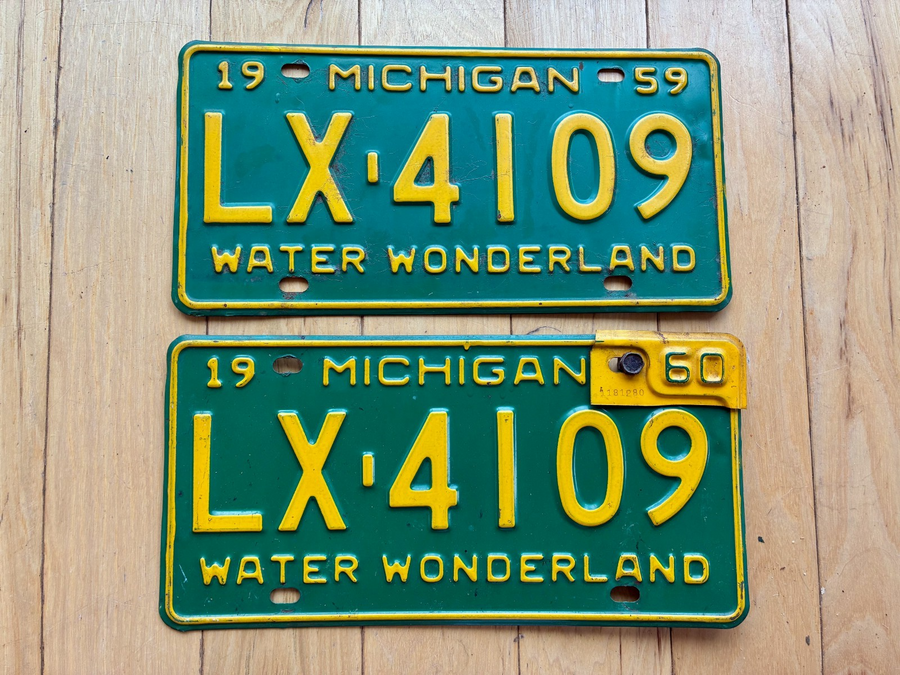 19 MICHIGAN 59
LX-4109
WATER WONDERLAND
19 MICHIGAN 60
LX-4109
WATER WONDERLAND